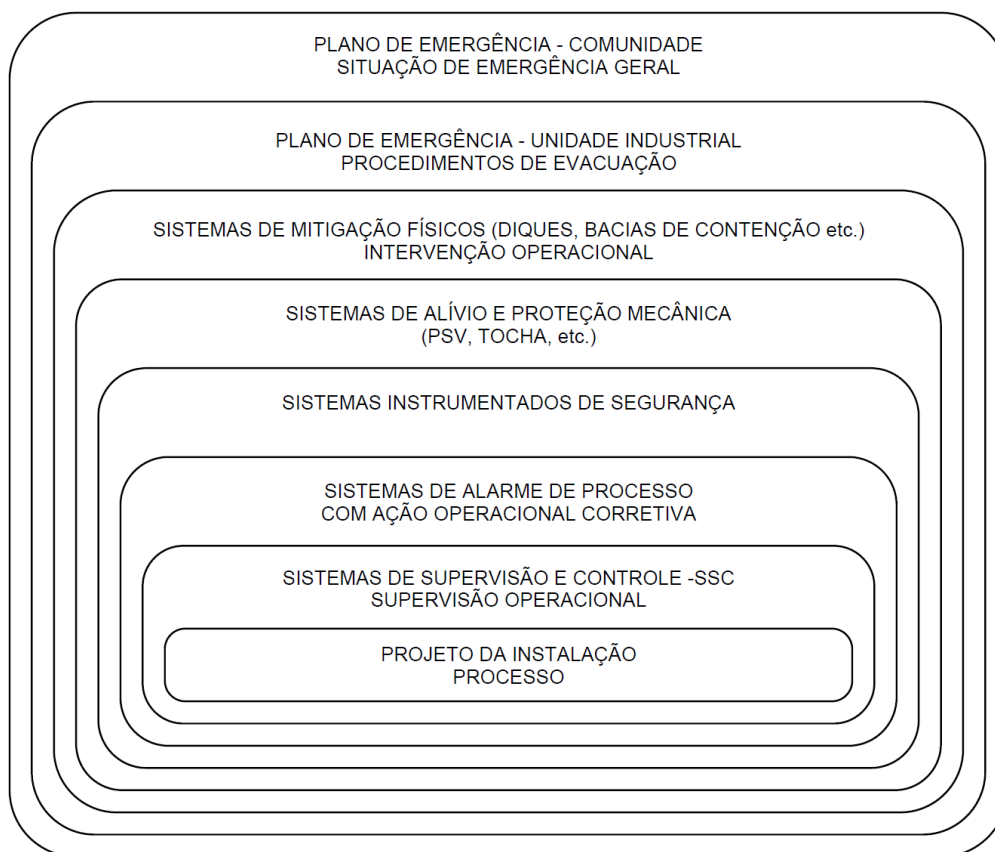 PLANO DE EMERGÊNCIA - COMUNIDADE
SITUAÇÃO DE EMERGÊNCIA GERAL
PLANO DE EMERGÊNCIA - UNIDADE INDUSTRIAL
PROCEDIMENTOS DE EVACUAÇÃO
SISTEMAS DE MITIGAÇÃO FÍSICOS (DIQUES, BACIAS DE CONTENÇÃO etc.)
INTERVENÇÃO OPERACIONAL
SISTEMAS DE ALÍVIO E PROTEÇÃO MECÂNICA
(PSV, TOCHA, etc.)
SISTEMAS INSTRUMENTADOS DE SEGURANÇA
SISTEMAS DE ALARME DE PROCESSO
COM AÇÃO OPERACIONAL CORRETIVA
SISTEMAS DE SUPERVISÃO E CONTROLE -SSC
SUPERVISÃO OPERACIONAL
PROJETO DA INSTALAÇÃO
PROCESSO